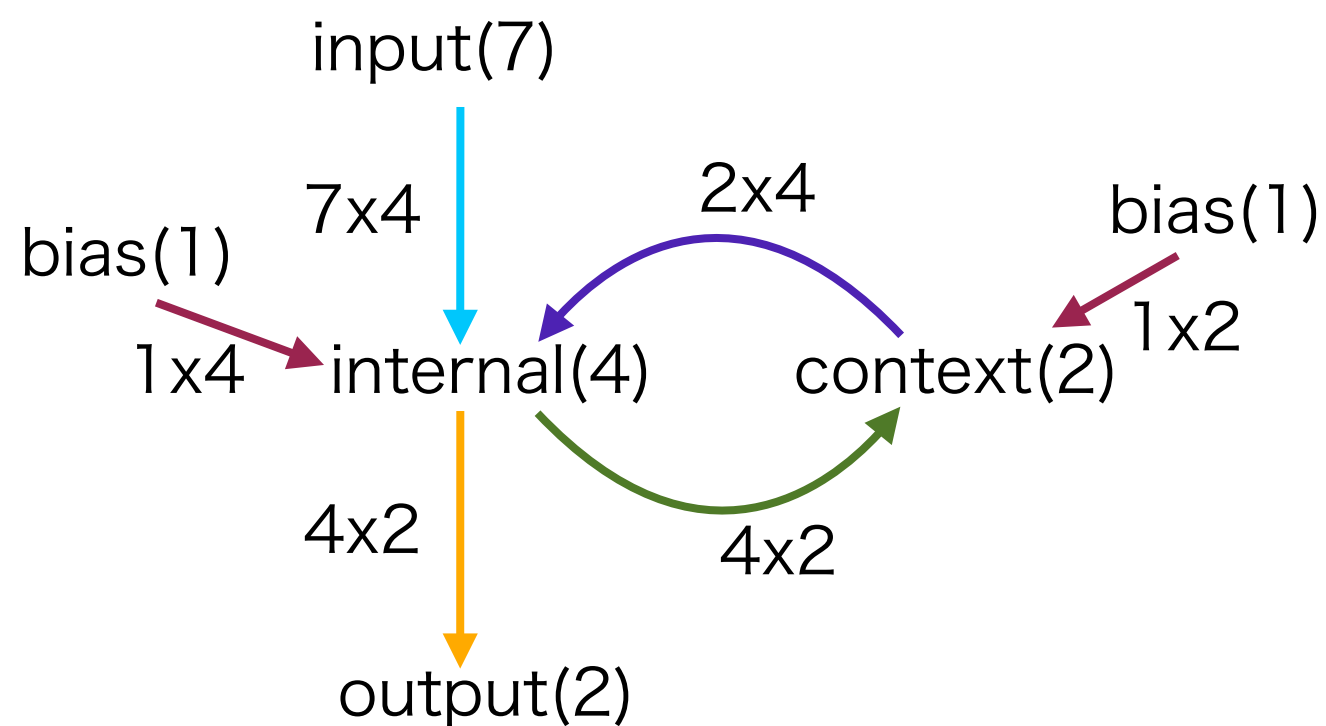 input(7)
7x4
2x4
bias(1)
bias(1)
1x4
internal(4)
context(2)
1x2
4x2
4x2
output(2)